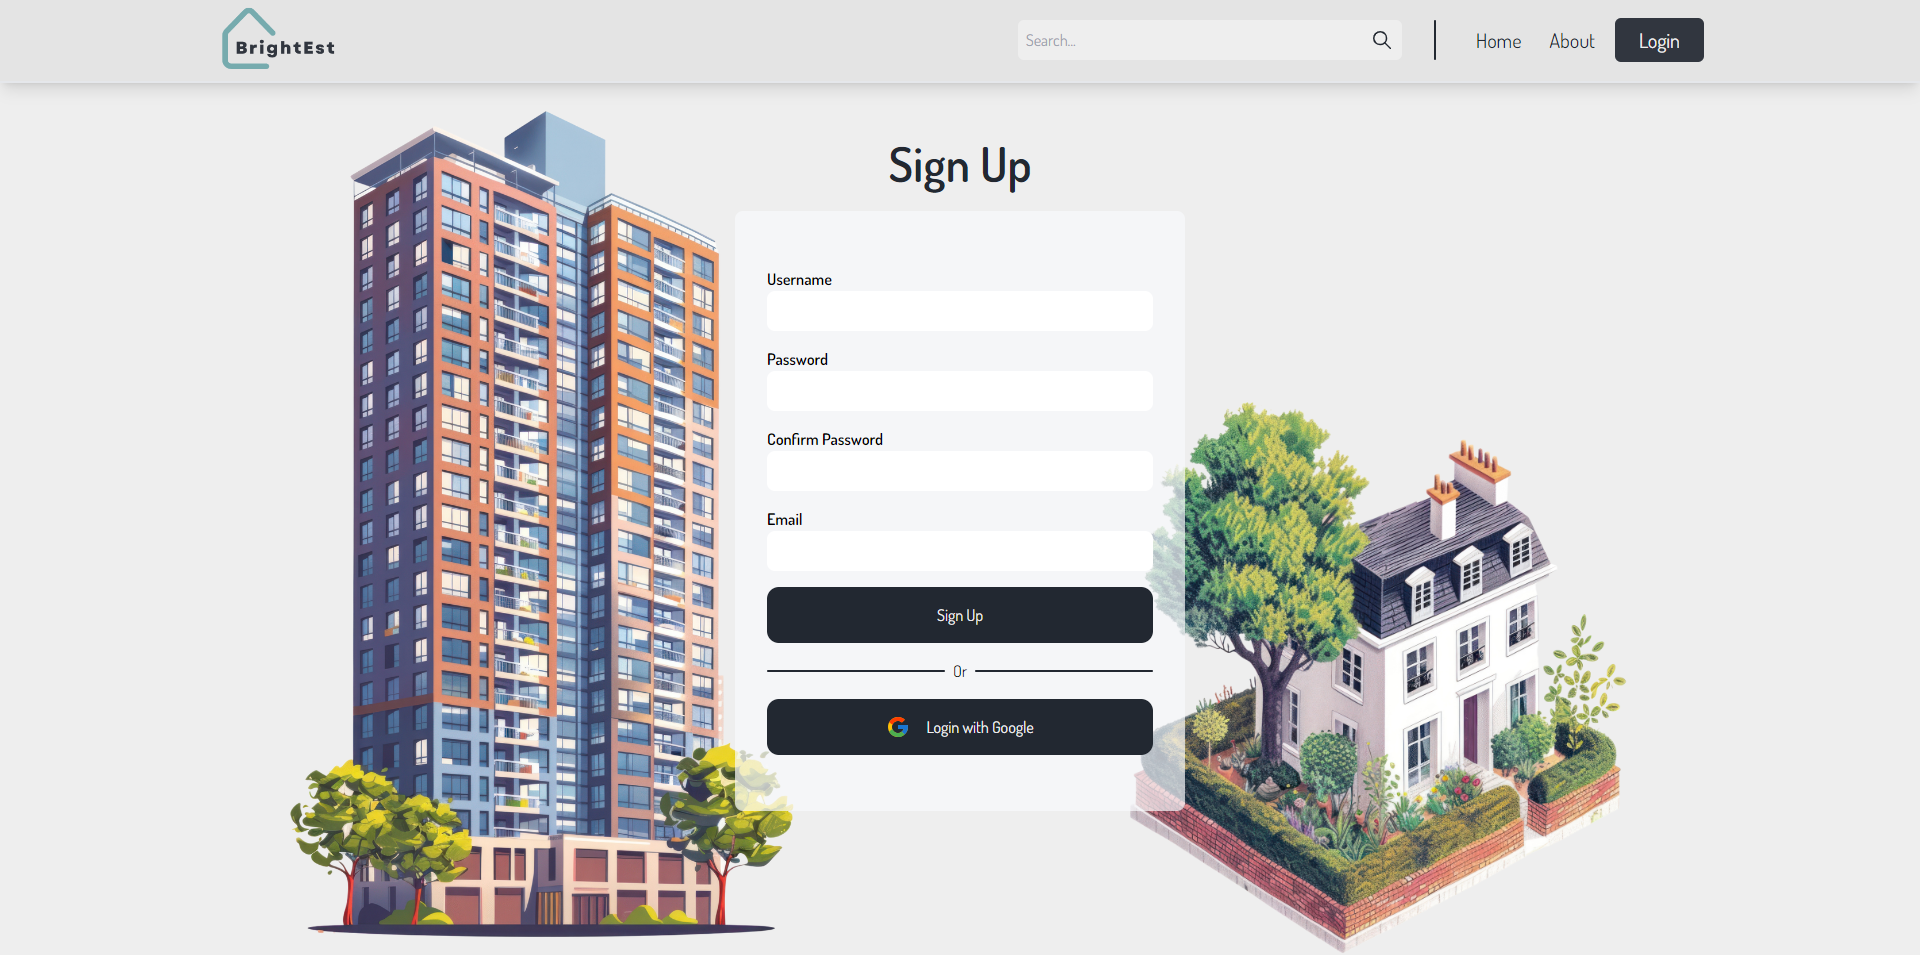 BrightEst
Search...
Home
About
Login
Sign Up
Username
Password
Confirm Password
Email
Sign Up
Or
Login with Google